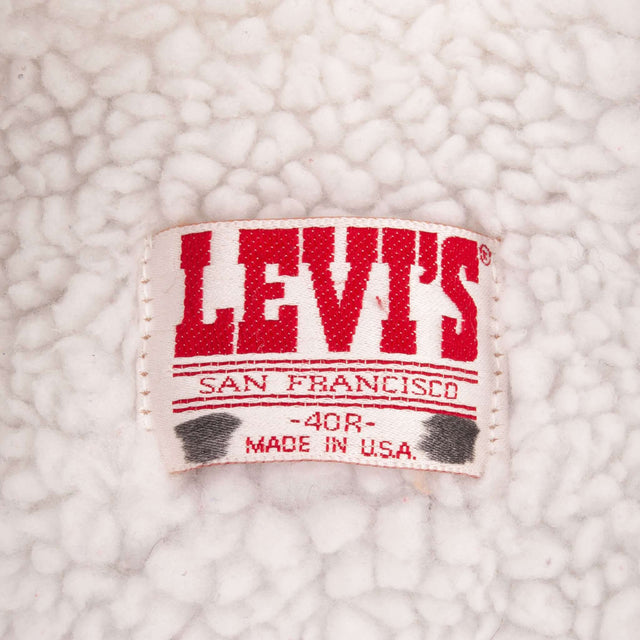 LEVI'S®
SAN FRANCISCO
-40R-
MADE IN U.S.A.